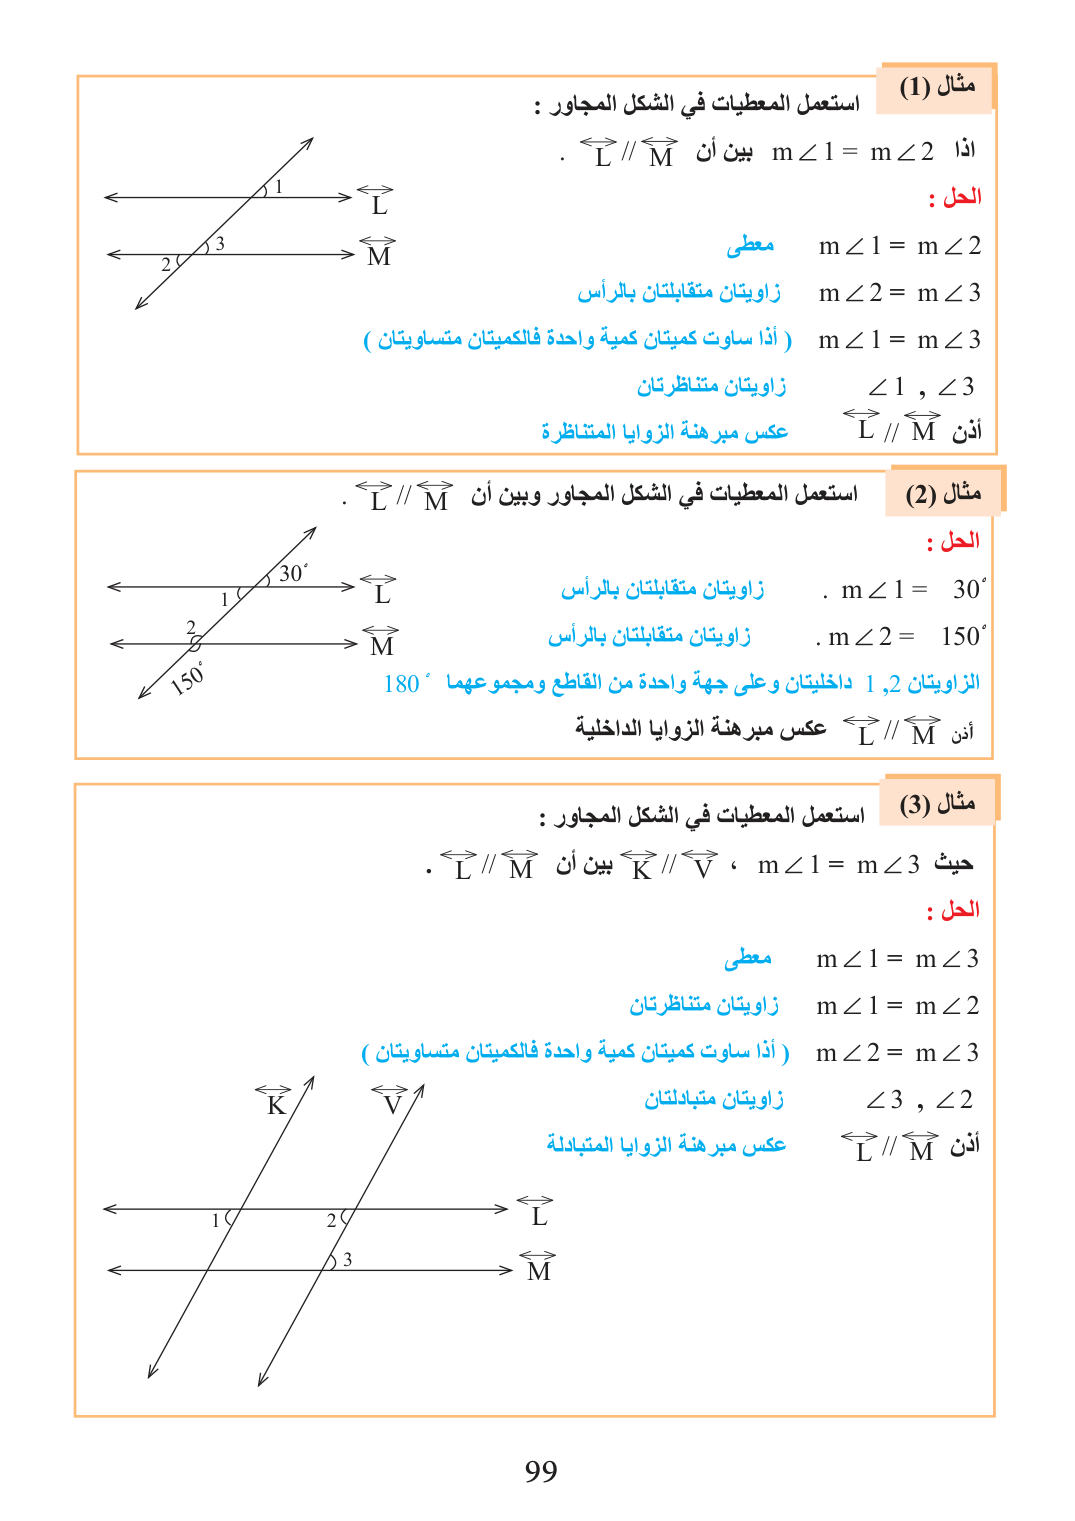 مثال (1)
استعمل المعطيات في الشكل المجاور :
اذا m∠1 = m∠2 بين أن L // M .
الحل :
m∠1 = m∠2 معطى
m∠2 = m∠3 زاويتان متقابلتان بالرأس
m∠1 = m∠3 ( أذا ساوت كميتان كمية واحدة فالكميتان متساويتان )
∠1 , ∠3 زاويتان متناظرتان
أذن L // M عكس مبرهنة الزوايا المتناظرة
1
L
3
M
2
مثال (2)
استعمل المعطيات في الشكل المجاور وبين أن L // M .
الحل :
m∠1 = 30° زاويتان متقابلتان بالرأس .
m∠2 = 150° زاويتان متقابلتان بالرأس .
الزاويتان 2, 1 داخليتان وعلى جهة واحدة من القاطع ومجموعهما 180°
أذن L // M عكس مبرهنة الزوايا الداخلية
30°
L
1
2
M
150°
مثال (3)
استعمل المعطيات في الشكل المجاور :
حيث m∠1 = m∠3 ، K // V بين أن L // M .
الحل :
m∠1 = m∠3 معطى
m∠1 = m∠2 زاويتان متناظرتان
m∠2 = m∠3 ( أذا ساوت كميتان كمية واحدة فالكميتان متساويتان )
∠3 , ∠2 زاويتان متبادلتان
أذن L // M عكس مبرهنة الزوايا المتبادلة
K V
1 2 L
3 M
99